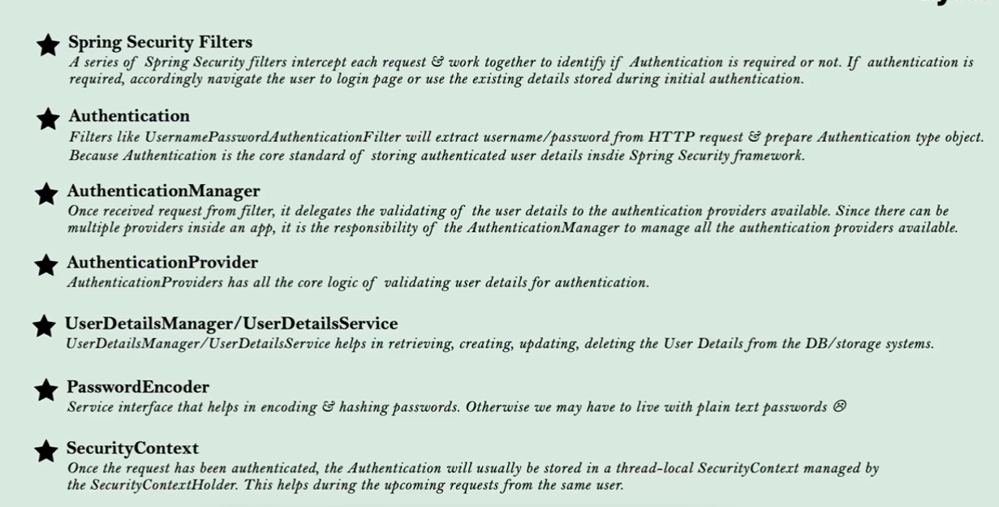 Spring Security Filters
A series of Spring Security filters intercept each request & work together to identify if Authentication is required or not. If authentication is
required, accordingly navigate the user to login page or use the existing details stored during initial authentication.
Authentication
Filters like UsernamePasswordAuthenticationFilter will extract username/password from HTTP request & prepare Authentication type object.
Because Authentication is the core standard of storing authenticated user details insdie Spring Security framework.
AuthenticationManager
Once received request from filter, it delegates the validating of the user details to the authentication providers available. Since there can be
multiple providers inside an app, it is the responsibility of the AuthenticationManager to manage all the authentication providers available.
AuthenticationProvider
AuthenticationProviders has all the core logic of validating user details for authentication.
UserDetailsManager/UserDetailsService
UserDetailsManager/UserDetailsService helps in retrieving, creating, updating, deleting the User Details from the DB/storage systems.
PasswordEncoder
Service interface that helps in encoding & hashing passwords. Otherwise we may have to live with plain text passwords ☹
SecurityContext
Once the request has been authenticated, the Authentication will usually be stored in a thread-local SecurityContext managed by
the SecurityContextHolder. This helps during the upcoming requests from the same user.